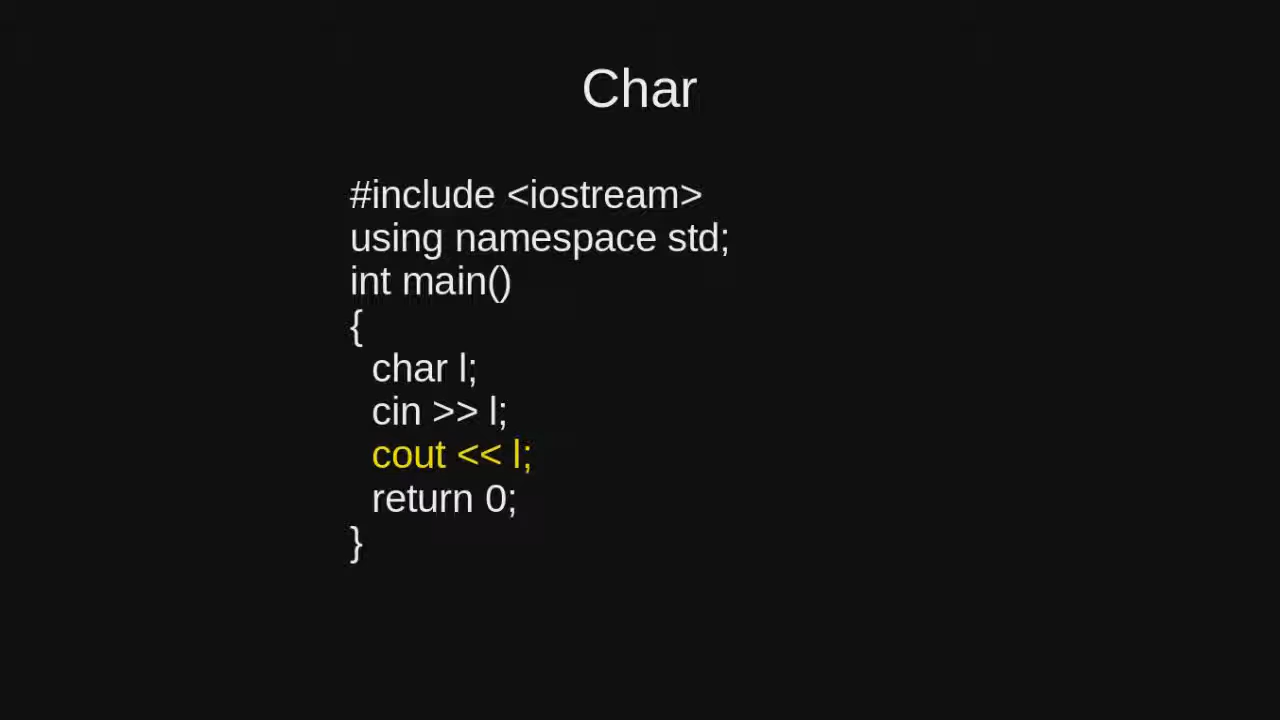 Char
#include <iostream>
using namespace std;
int main()
{
char l;
cin >> l;
cout << l;
return 0;
}